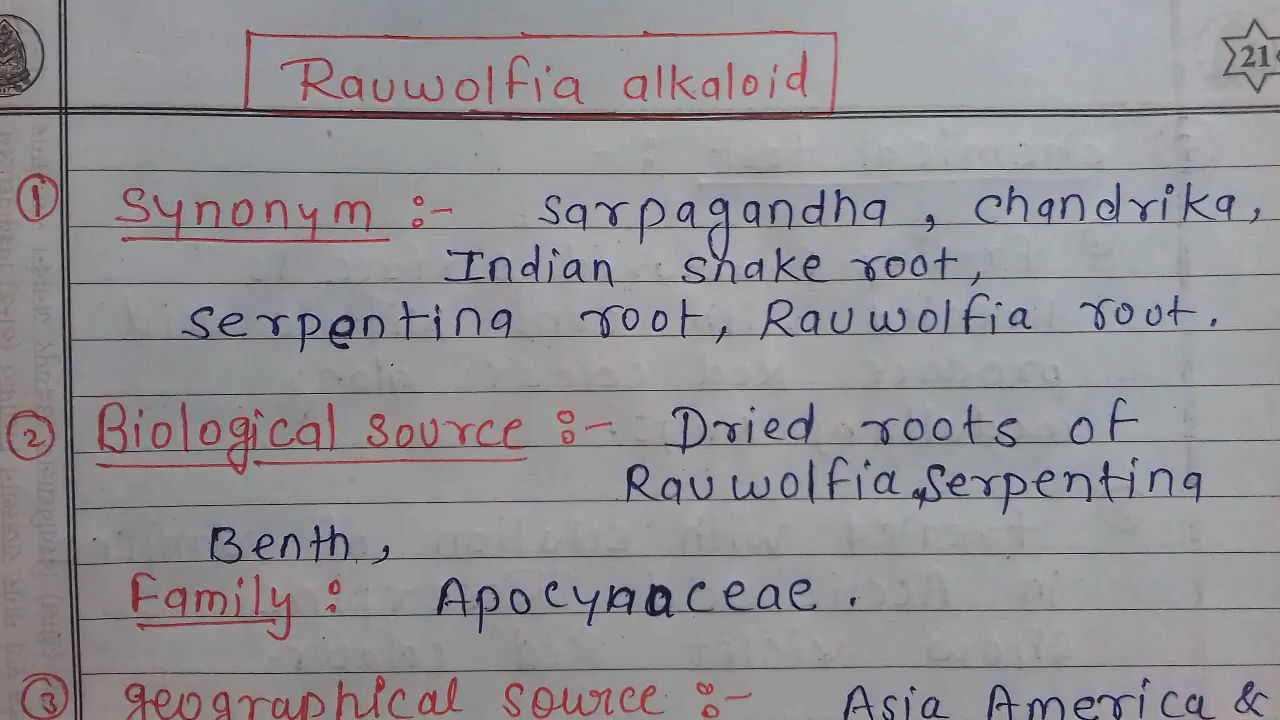 Rauwolfia alkaloid
21
① Synonym :- sarpagandha, chandrika,
Indian snake root,
serpentina root, Rauwolfia root.
② Biological source :- Dried roots of
Rauwolfia serpentina
Benth,
Family : Apocynaceae.
③ geographical source :- Asia America &